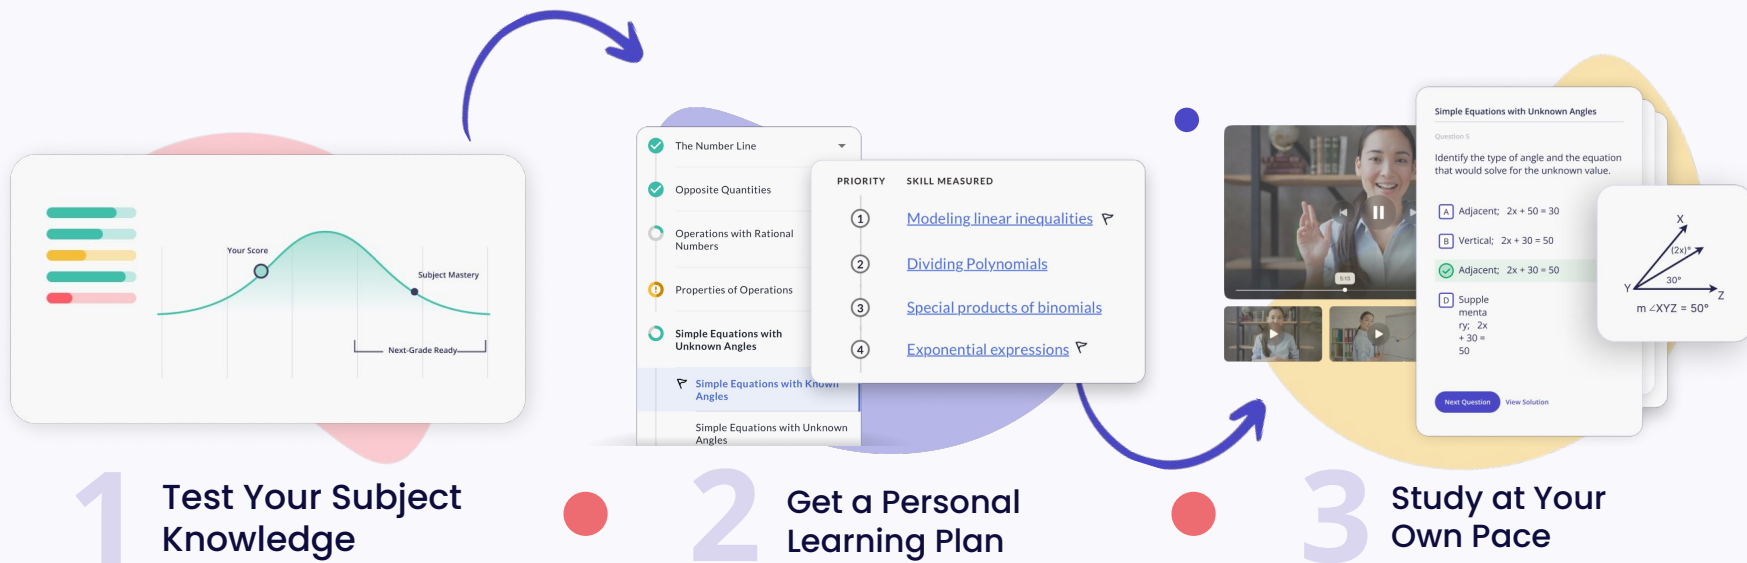 Your Score
Subject Mastery
Next-Grade Ready
1
Test Your Subject
Knowledge
The Number Line
Opposite Quantities
Operations with Rational
Numbers
Properties of Operations
Simple Equations with
Unknown Angles
Simple Equations with Known
Angles
Simple Equations with Unknown
Angles
PRIORITY SKILL MEASURED
1 Modeling linear inequalities
2 Dividing Polynomials
3 Special products of binomials
4 Exponential expressions
2
Get a Personal
Learning Plan
Simple Equations with Unknown Angles
Question 5
Identify the type of angle and the equation
that would solve for the unknown value.
A Adjacent; 2x + 50 = 30
B Vertical; 2x + 30 = 50
Adjacent; 2x + 30 = 50
D Supple
menta
ry; 2x
+ 30 =
50
Next Question View Solution
X
(2x)°
30°
Y
Z
m ∠XYZ = 50°
3
Study at Your
Own Pace